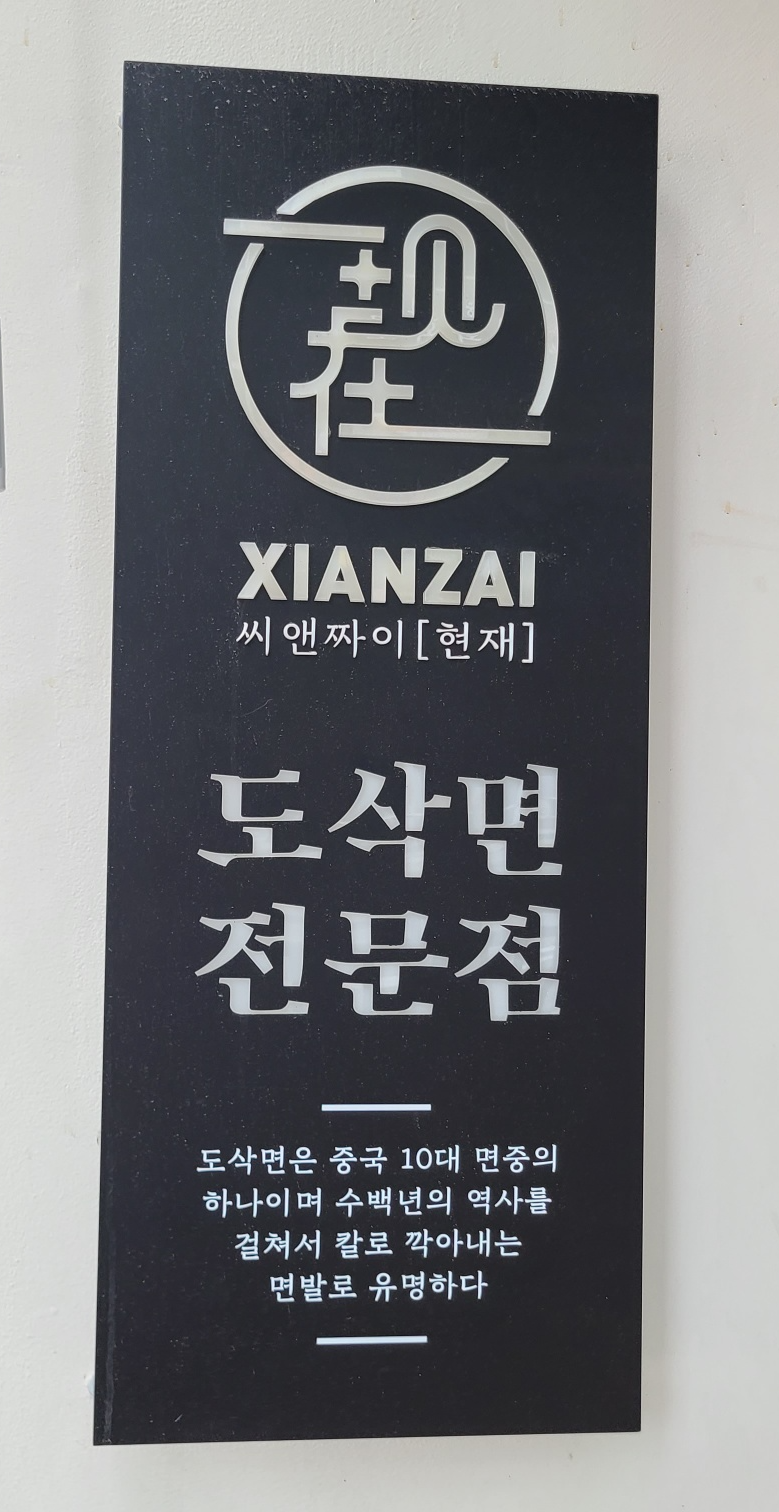 现在
XIANZAI
씨앤짜이[현재]
도삭면
전문점
도삭면은 중국 10대 면중의
하나이며 수백년의 역사를
걸쳐서 칼로 깍아내는
면발로 유명하다